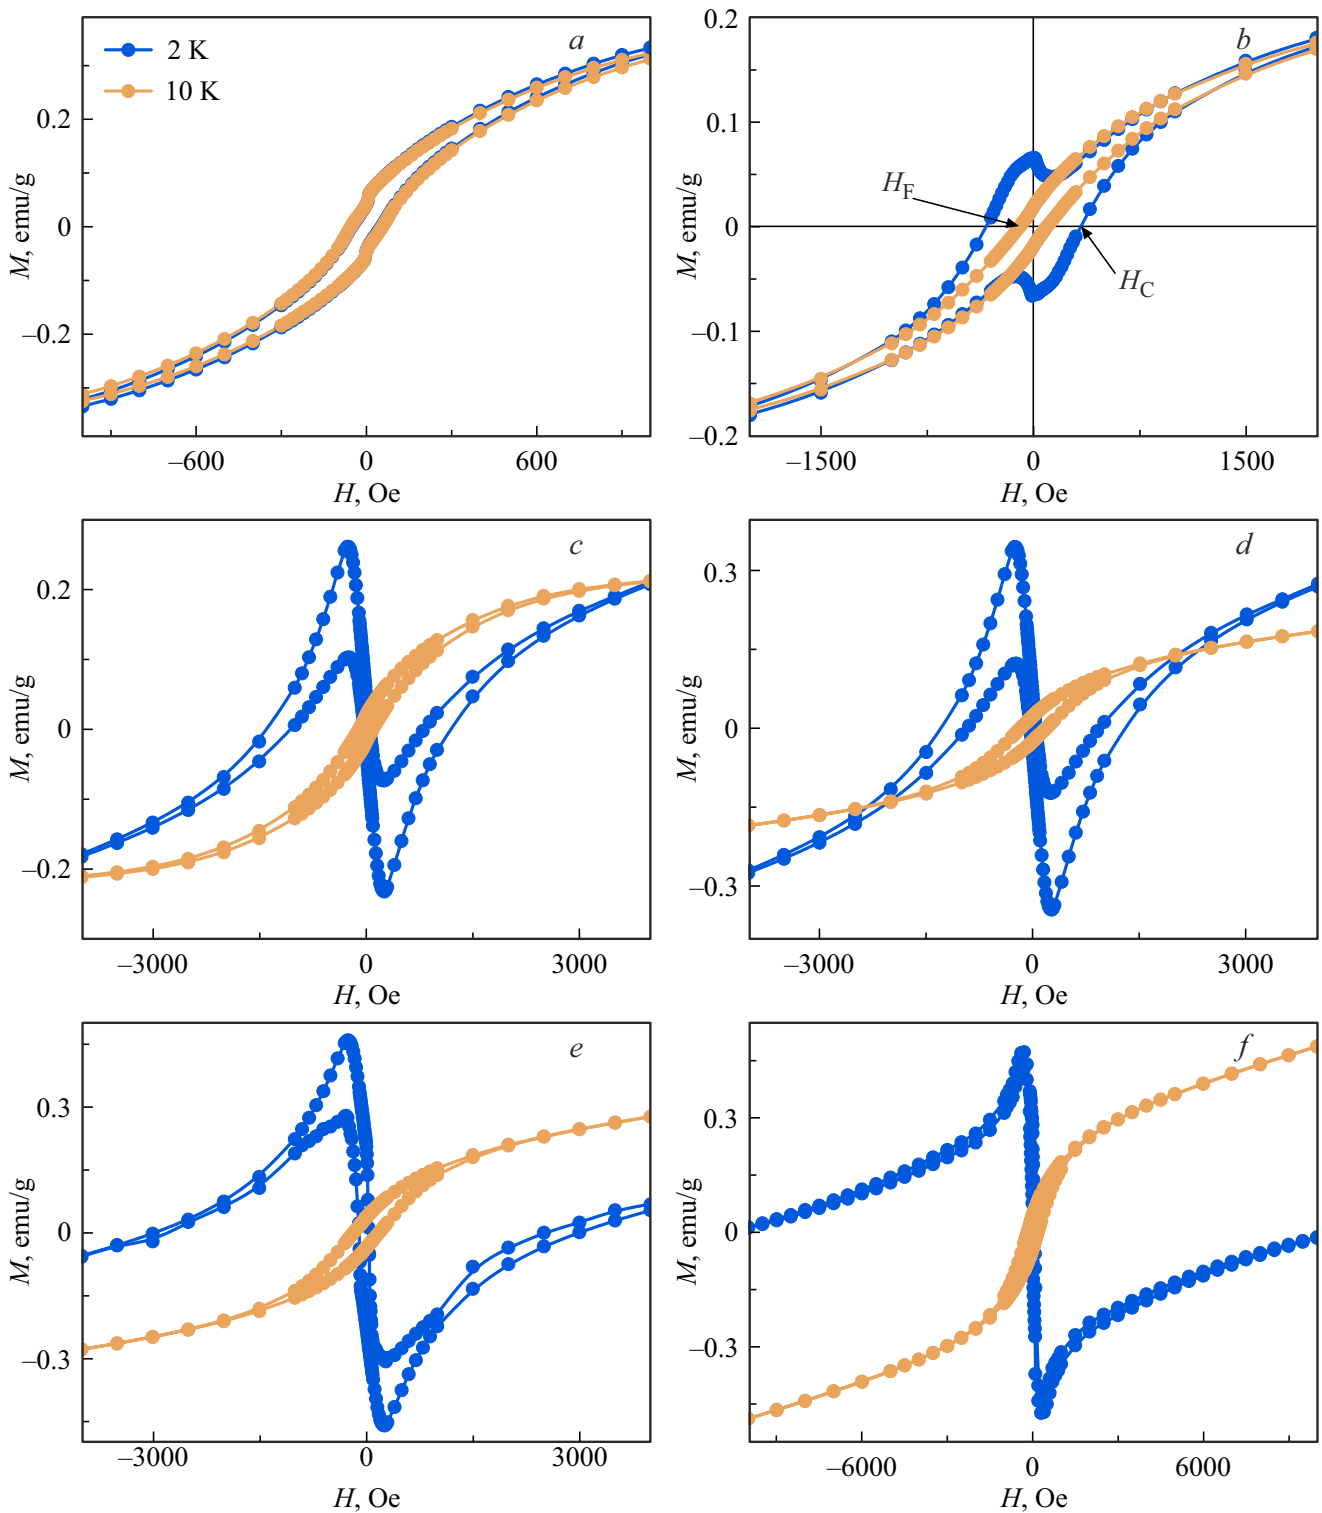 a
2 K
10 K
0.2
0
–0.2
M, emu/g
–600
0
600
H, Oe
b
0.2
0.1
0
–0.1
–0.2
M, emu/g
H_F
H_C
–1500
0
1500
H, Oe
c
0.2
0
–0.2
M, emu/g
–3000
0
3000
H, Oe
d
0.3
0
–0.3
M, emu/g
–3000
0
3000
H, Oe
e
0.3
0
–0.3
M, emu/g
–3000
0
3000
H, Oe
f
0.3
0
–0.3
M, emu/g
–6000
0
6000
H, Oe